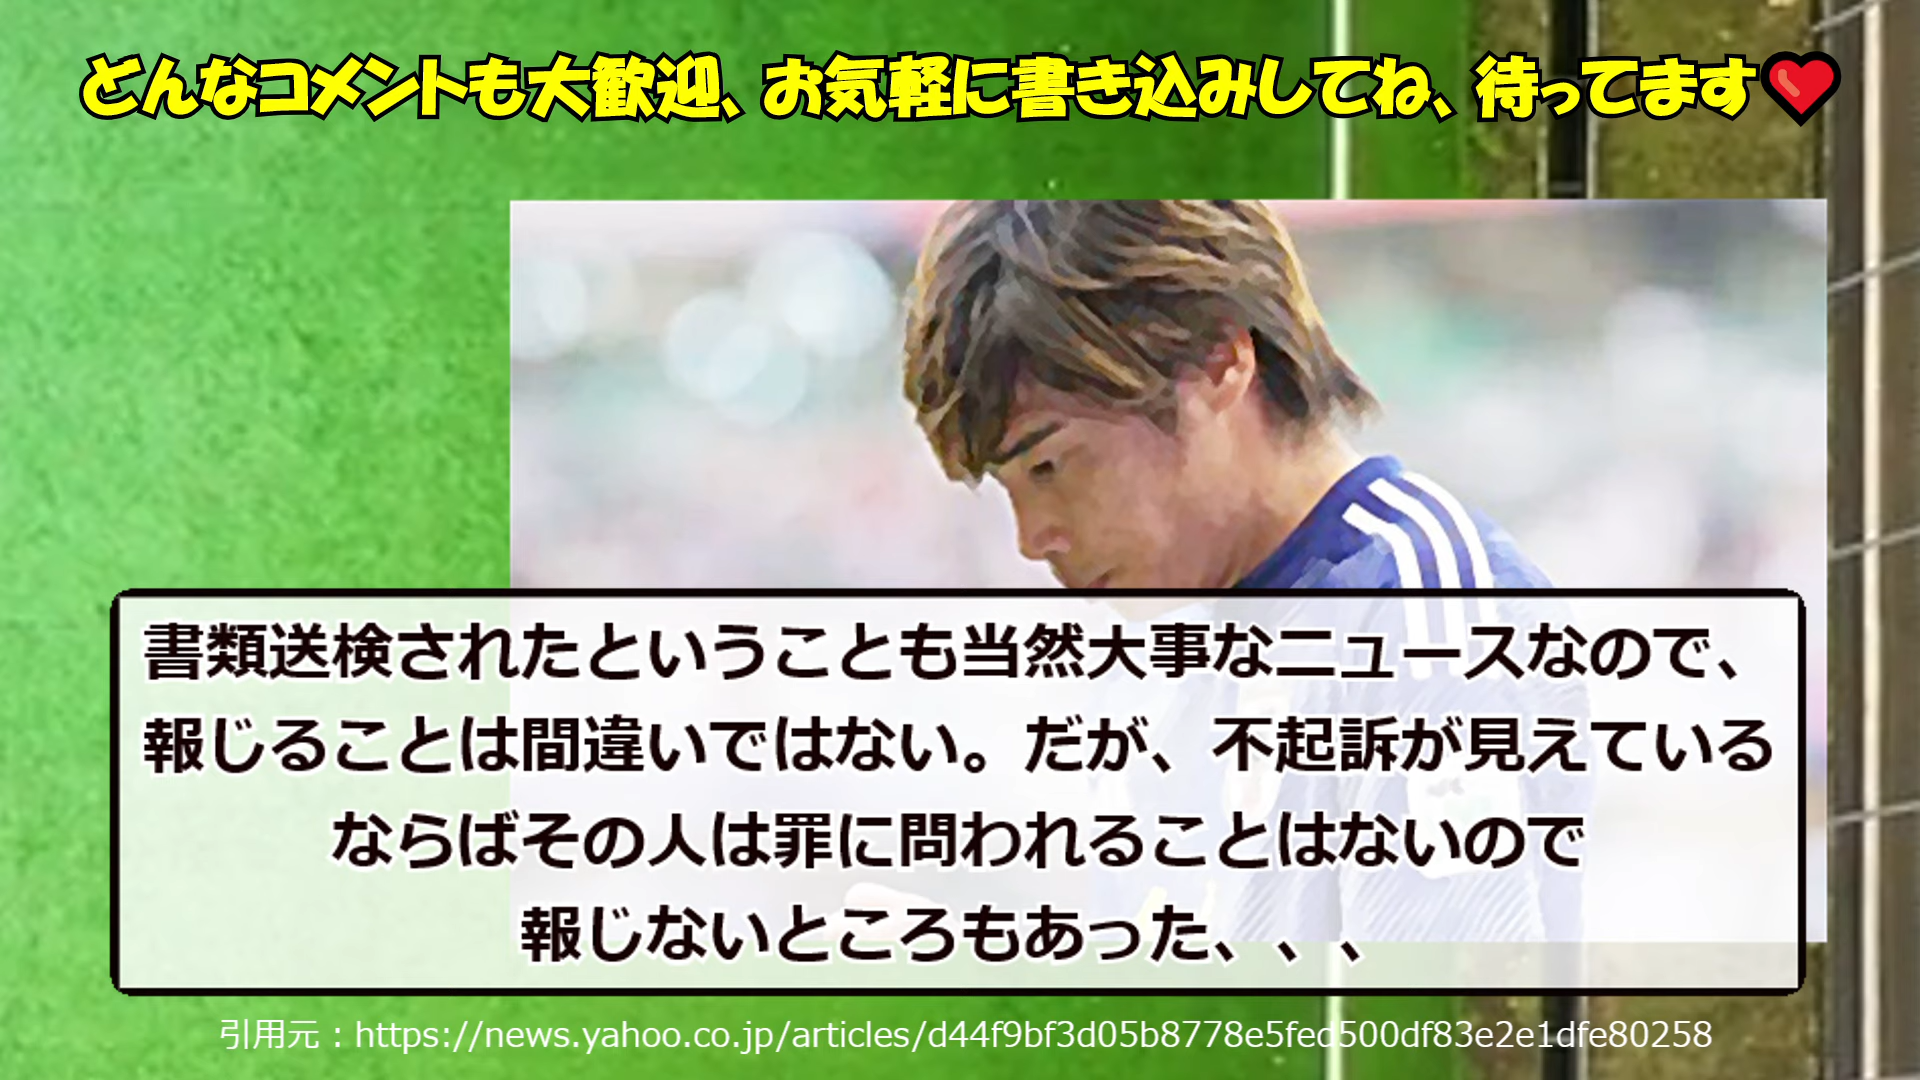 どんなコメントも大歓迎、お気軽に書き込みしてね、待ってます❤
書類送検されたということも当然大事なニュースなので、
報じることは間違いではない。だが、不起訴が見えている
ならばその人は罪に問われることはないので
報じないところもあった、、、
引用元：https://news.yahoo.co.jp/articles/d44f9bf3d05b8778e5fed500df83e2e1dfe80258